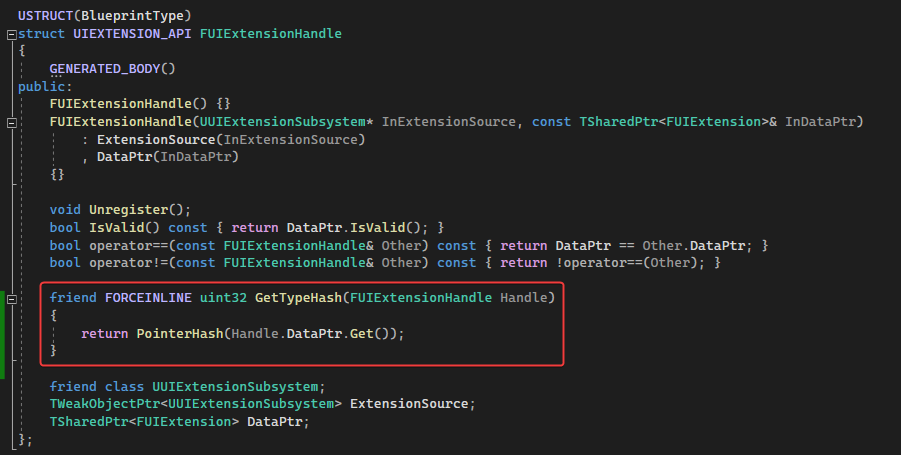 USTRUCT(BlueprintType)
struct UIEXTENSION_API FUIExtensionHandle
{
    GENERATED_BODY()
public:
    FUIExtensionHandle() {}
    FUIExtensionHandle(UUIExtensionSubsystem* InExtensionSource, const TSharedPtr<FUIExtension>& InDataPtr)
        : ExtensionSource(InExtensionSource)
        , DataPtr(InDataPtr)
    {}
    void Unregister();
    bool IsValid() const { return DataPtr.IsValid(); }
    bool operator==(const FUIExtensionHandle& Other) const { return DataPtr == Other.DataPtr; }
    bool operator!=(const FUIExtensionHandle& Other) const { return !operator==(Other); }
    friend FORCEINLINE uint32 GetTypeHash(FUIExtensionHandle Handle)
    {
        return PointerHash(Handle.DataPtr.Get());
    }
    friend class UUIExtensionSubsystem;
    TWeakObjectPtr<UUIExtensionSubsystem> ExtensionSource;
    TSharedPtr<FUIExtension> DataPtr;
};